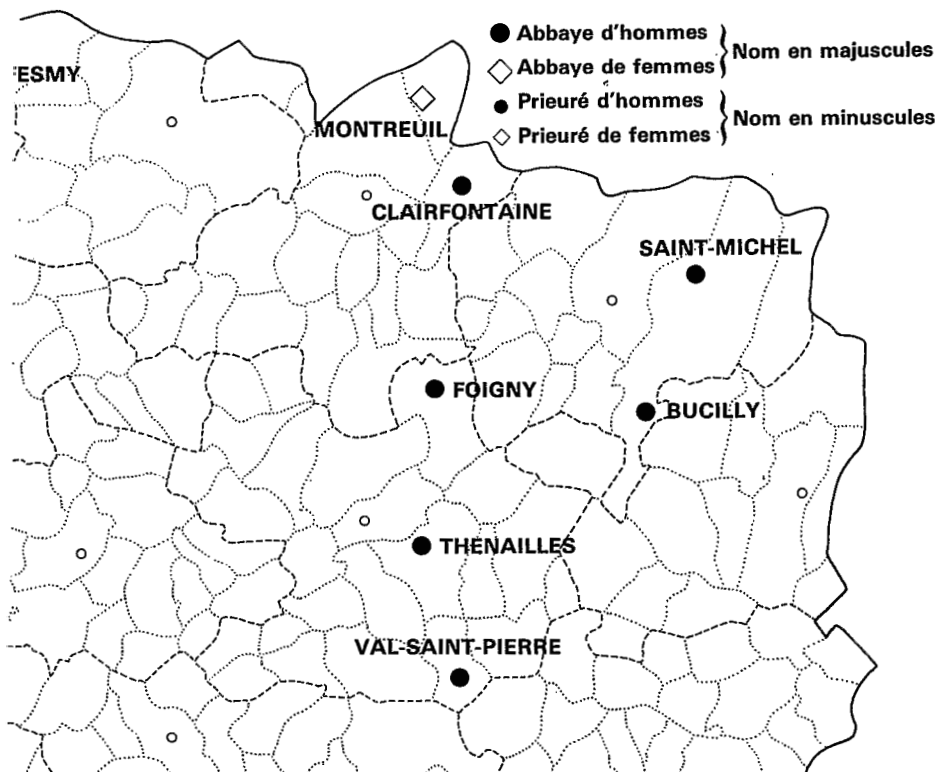 Abbaye d'hommes
Abbaye de femmes
Nom en majuscules
Prieuré d'hommes
Prieuré de femmes
Nom en minuscules
FESMY
MONTREUIL
CLAIRFONTAINE
SAINT-MICHEL
FOIGNY
BUCILLY
THENAILLES
VAL-SAINT-PIERRE